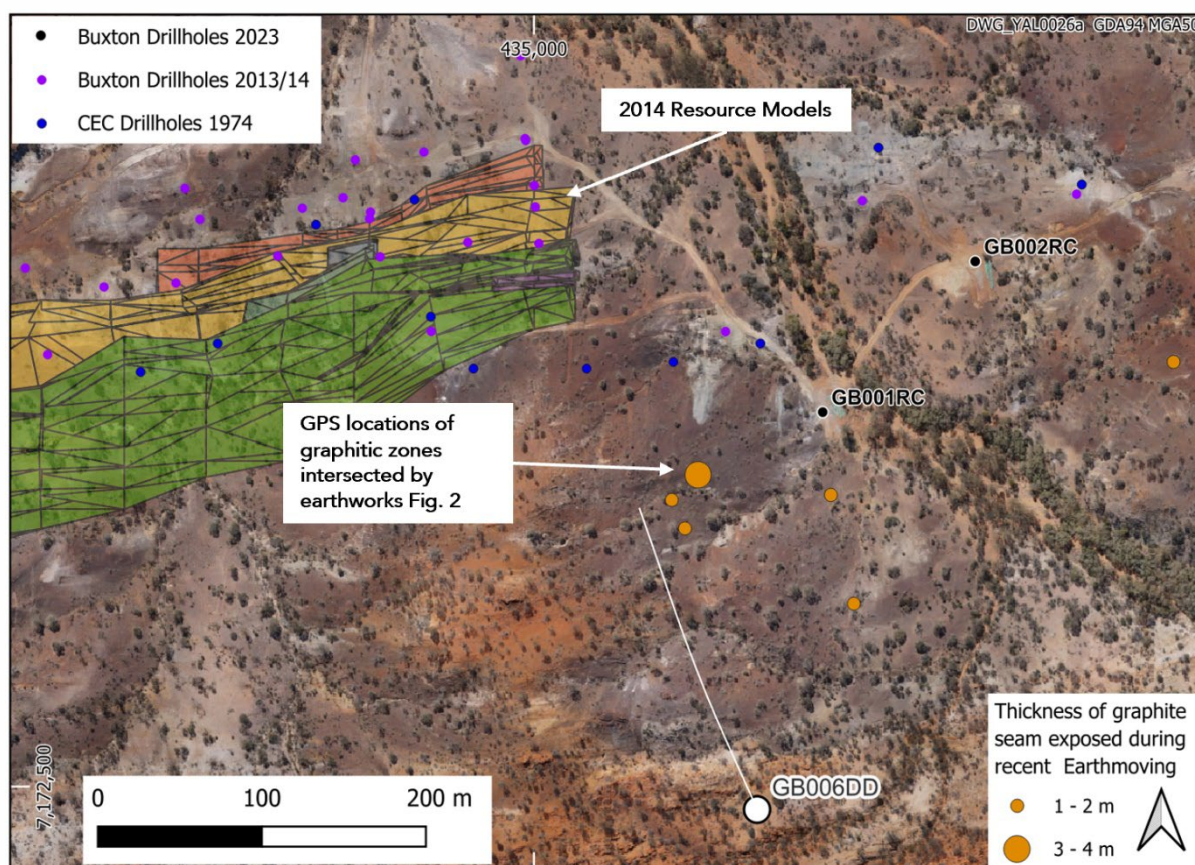 Buxton Drillholes 2023
Buxton Drillholes 2013/14
CEC Drillholes 1974
435,000
DWG_YAL0026a GDA94 MGA50
2014 Resource Models
GB002RC
GB001RC
GPS locations of
graphitic zones
intersected by
earthworks Fig. 2
7,172,500
0 100 200 m
GB006DD
Thickness of graphite
seam exposed during
recent Earthmoving
1 - 2 m
3 - 4 m